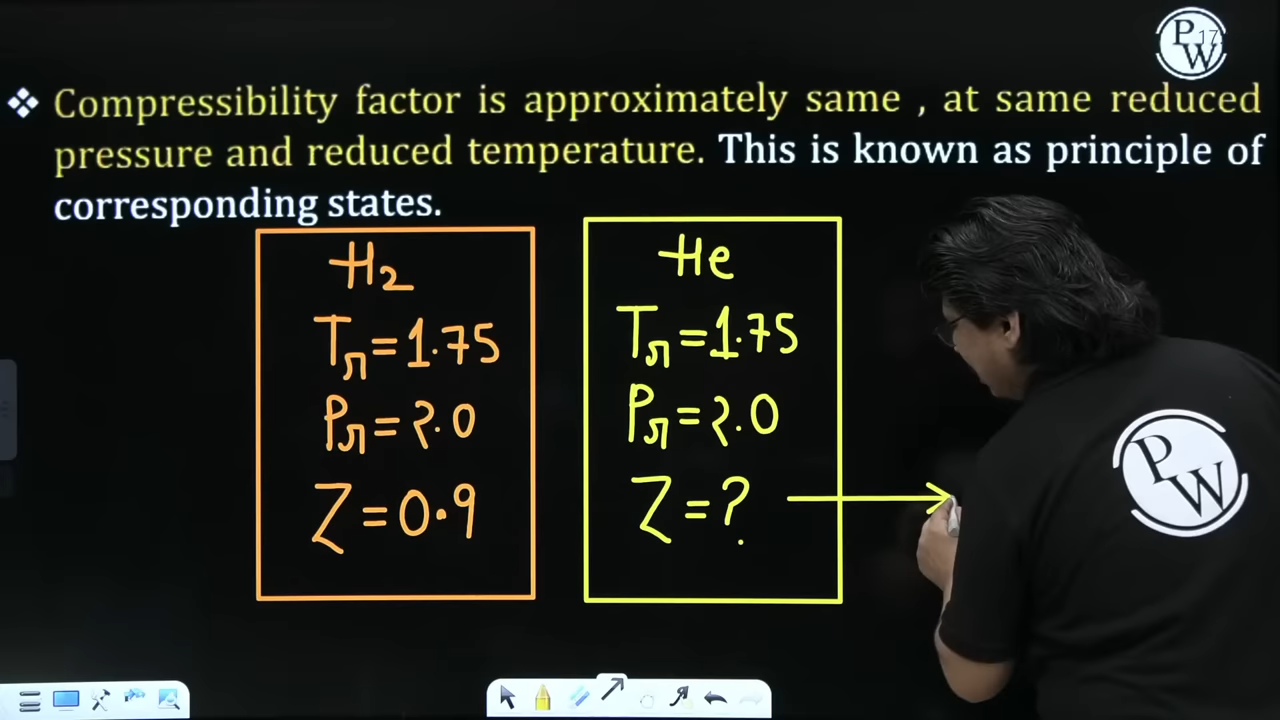 PW 17
❖ Compressibility factor is approximately same , at same reduced
pressure and reduced temperature. This is known as principle of
corresponding states.
H₂
Tᵣ = 1.75
Pᵣ = 2.0
Z = 0.9
He
Tᵣ = 1.75
Pᵣ = 2.0
Z = ?
PW